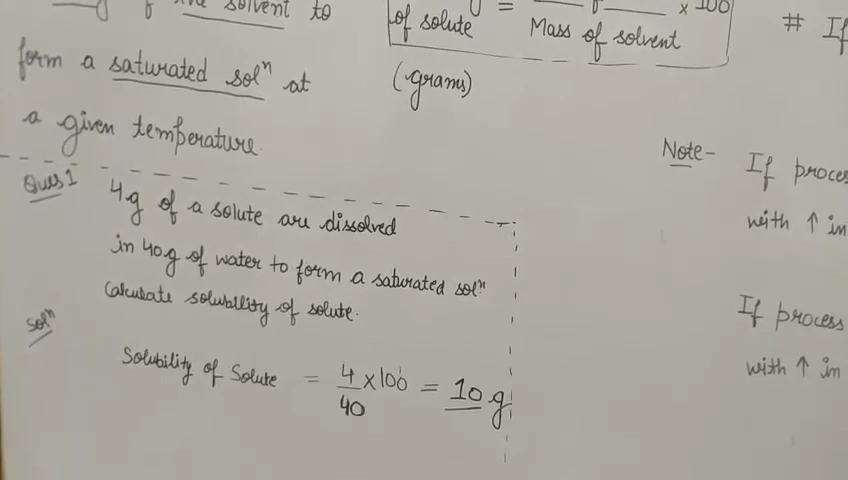 solvent to
form a saturated solⁿ at
a given temperature.
of solute = Mass of solvent × 100
(grams)
# If
Note- If proces
with ↑ in
If process
with ↑ in
Ques 1 4g of a solute are dissolved
in 40g of water to form a saturated solⁿ.
Calculate solubility of solute.
Solⁿ
Solubility of Solute = 4/40 × 100 = 10 g